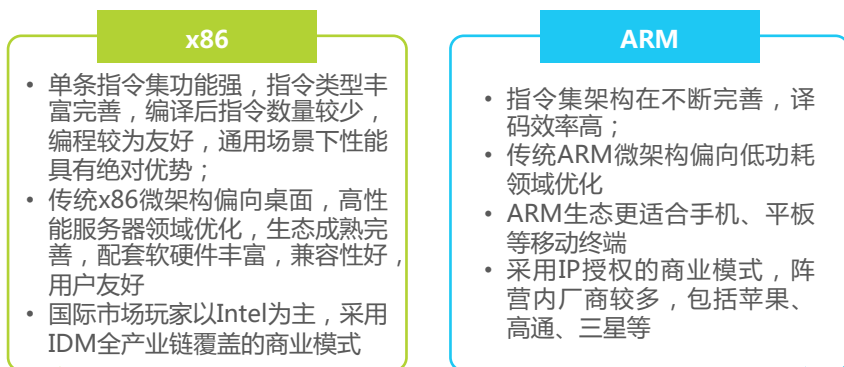 x86
• 单条指令集功能强，指令类型丰
富完善，编译后指令数量较少，
编程较为友好，通用场景下性能
具有绝对优势；
• 传统x86微架构偏向桌面，高性
能服务器领域优化，生态成熟完
善，配套软硬件丰富，兼容性好，
用户友好
• 国际市场玩家以Intel为主，采用
IDM全产业链覆盖的商业模式
ARM
• 指令集架构在不断完善，译
码效率高；
• 传统ARM微架构偏向低功耗
领域优化
• ARM生态更适合手机、平板
等移动终端
• 采用IP授权的商业模式，阵
营内厂商较多，包括苹果、
高通、三星等